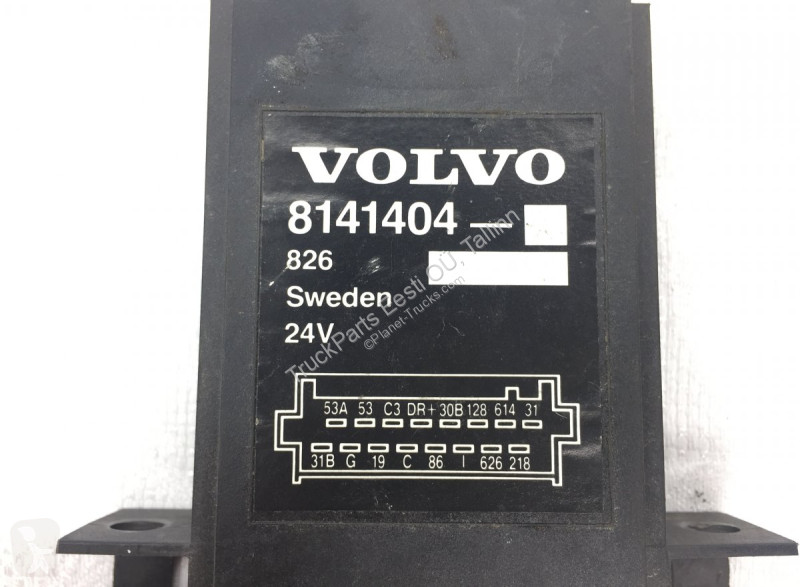 VOLVO
8141404-
826
Sweden
24V
53A 53 C3 DR+ 30B 128 614 31
31B G 19 C 86 I 626 218
TruckParts Eesti OÜ, Tallinn
©Planet-Trucks.com